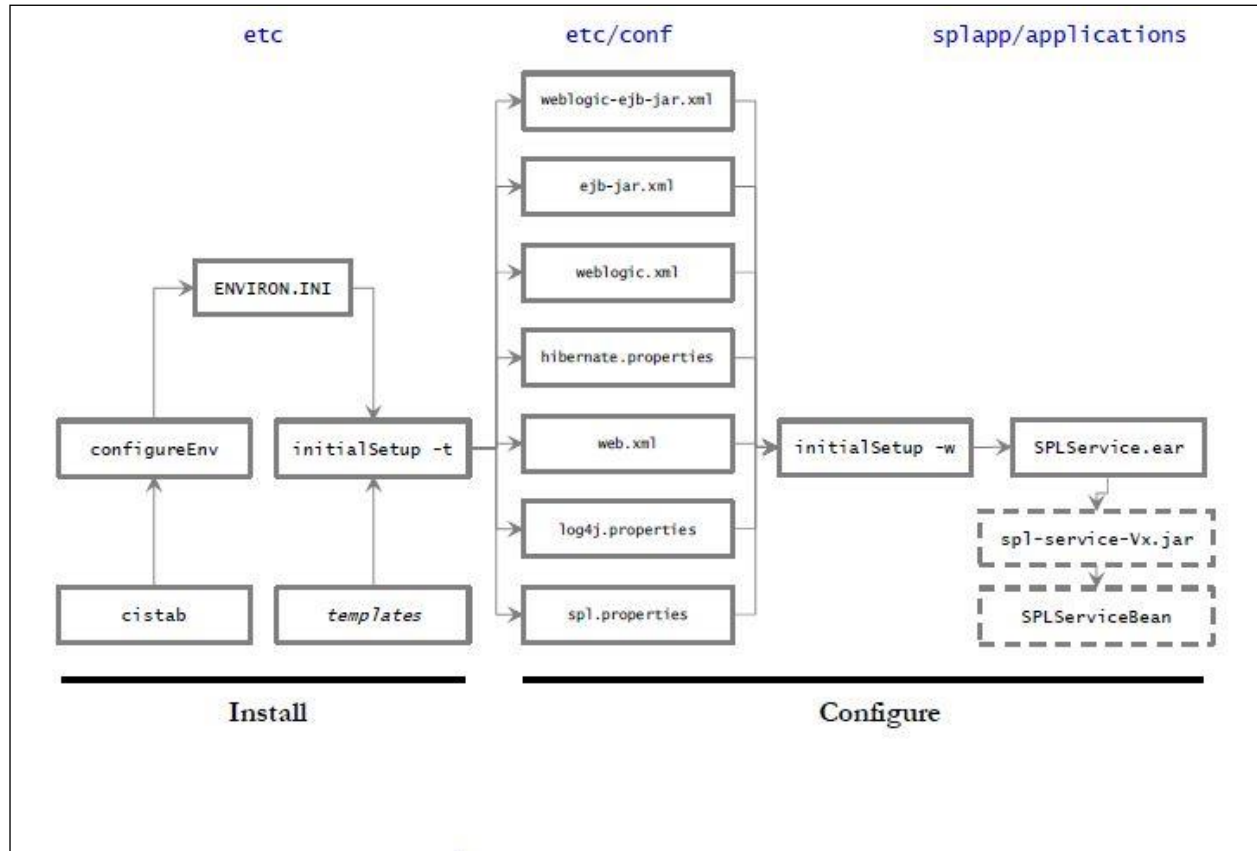 etc
etc/conf
splapp/applications
weblogic-ejb-jar.xml
ejb-jar.xml
weblogic.xml
ENVIRON.INI
hibernate.properties
configureEnv
initialSetup -t
web.xml
initialSetup -w
SPLService.ear
log4j.properties
spl-service-Vx.jar
cistab
templates
spl.properties
SPLServiceBean
Install
Configure